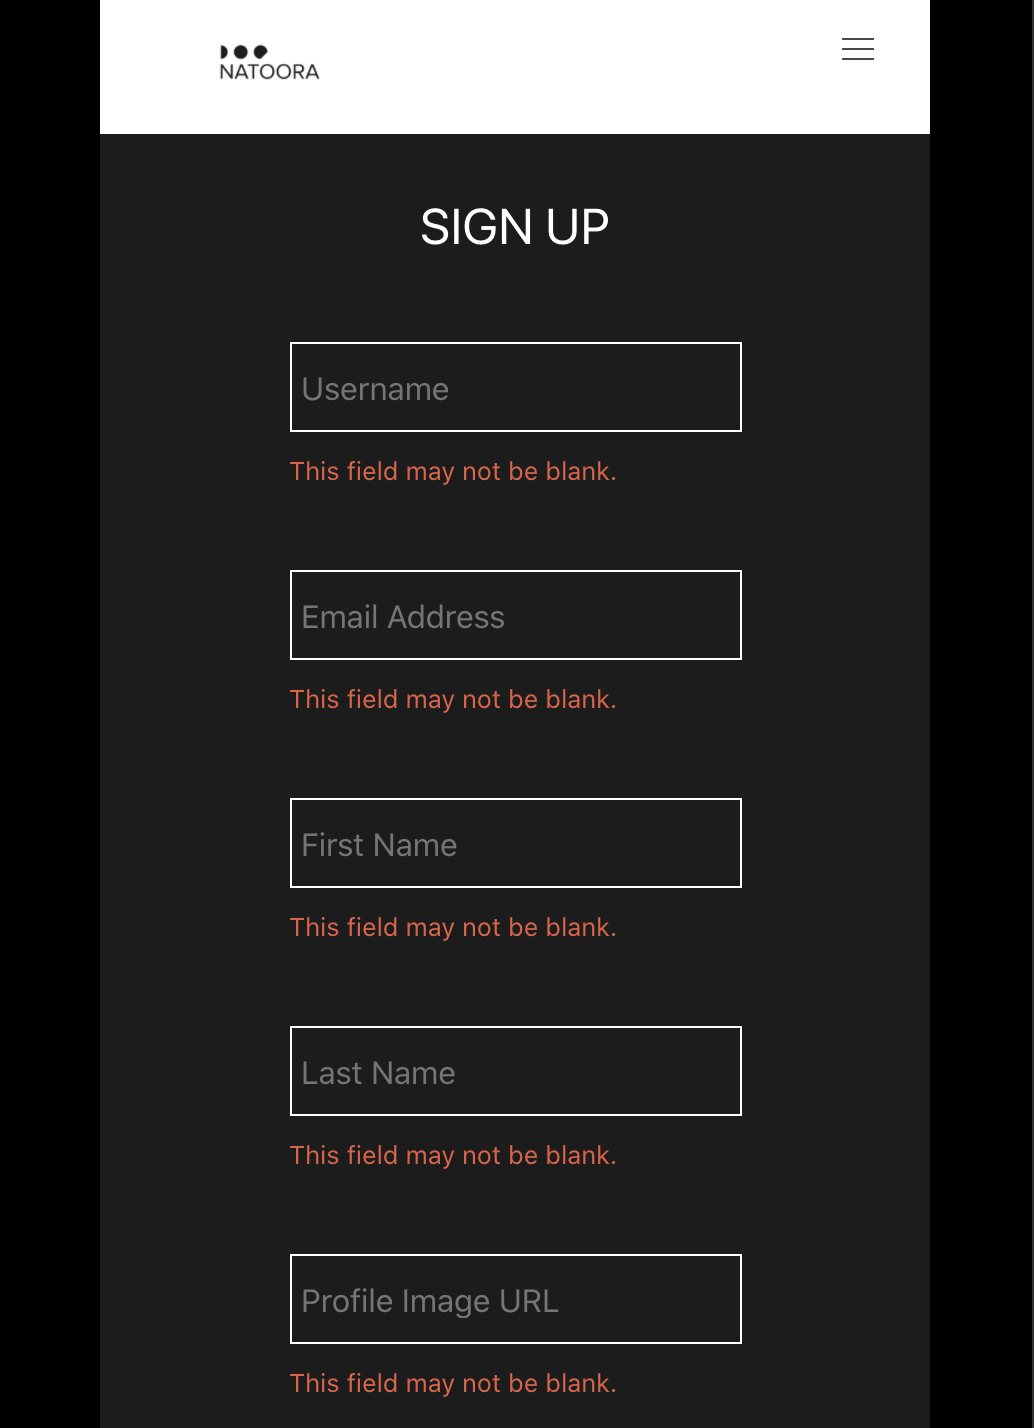 NATOORA
SIGN UP
Username
This field may not be blank.
Email Address
This field may not be blank.
First Name
This field may not be blank.
Last Name
This field may not be blank.
Profile Image URL
This field may not be blank.